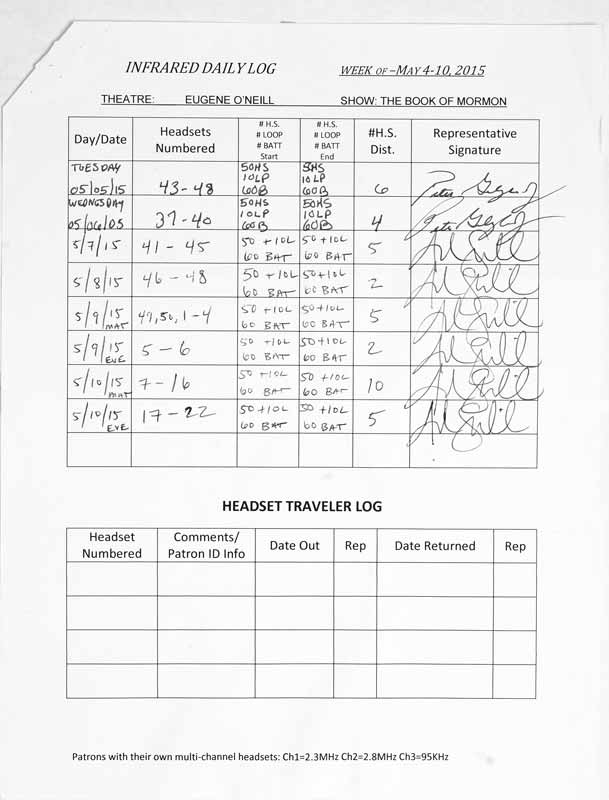 INFRARED DAILY LOG WEEK OF –MAY 4-10, 2015
THEATRE: EUGENE O'NEILL SHOW: THE BOOK OF MORMON
Day/Date Headsets Numbered # H.S. # LOOP # BATT Start # H.S. # LOOP # BATT End #H.S. Dist. Representative Signature
TUESDAY 05/05/15 43-48 50HS 10LP 60B 50HS 10LP 60B 6
WEDNSDAY 05/06/05 37-40 50HS 10LP 60B 50HS 10LP 60B 4
5/7/15 41-45 50+10L 60 BAT 50+10L 60 BAT 5
5/8/15 46-48 50+10L 60 BAT 50+10L 60 BAT 2
5/9/15 MAT 49,50,1-4 50+10L 60 BAT 50+10L 60 BAT 5
5/9/15 EVE 5-6 50+10L 60 BAT 50+10L 60 BAT 2
5/10/15 MAT 7-16 50+10L 60 BAT 50+10L 60 BAT 10
5/10/15 EVE 17-22 50+10L 60 BAT 50+10L 60 BAT 5
HEADSET TRAVELER LOG
Headset Numbered Comments/ Patron ID Info Date Out Rep Date Returned Rep
Patrons with their own multi-channel headsets: Ch1=2.3MHz Ch2=2.8MHz Ch3=95KHz